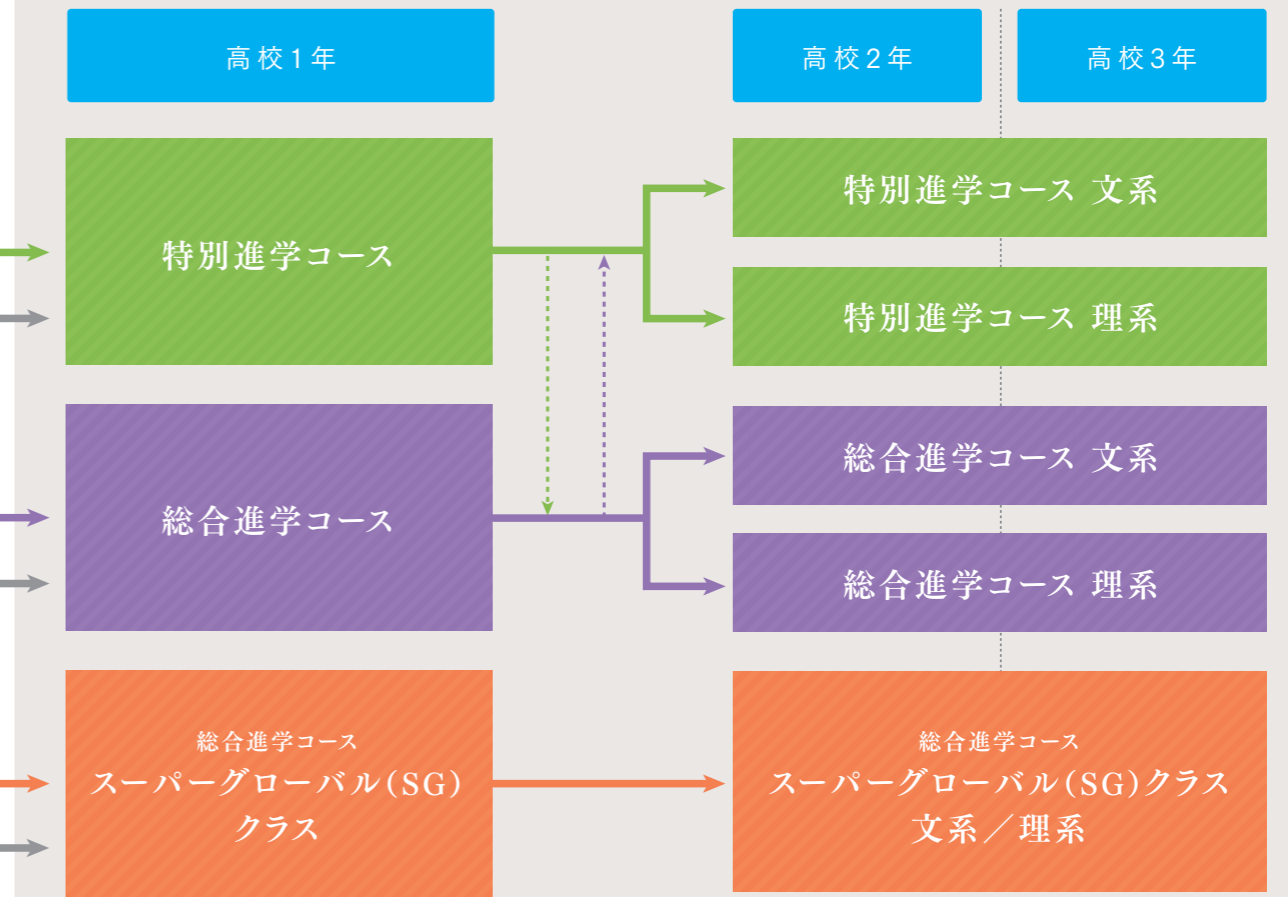 高校1年
高校2年
高校3年
特別進学コース
特別進学コース 文系
特別進学コース 理系
総合進学コース
総合進学コース 文系
総合進学コース 理系
総合進学コース
スーパーグローバル(SG)
クラス
総合進学コース
スーパーグローバル(SG)クラス
文系／理系